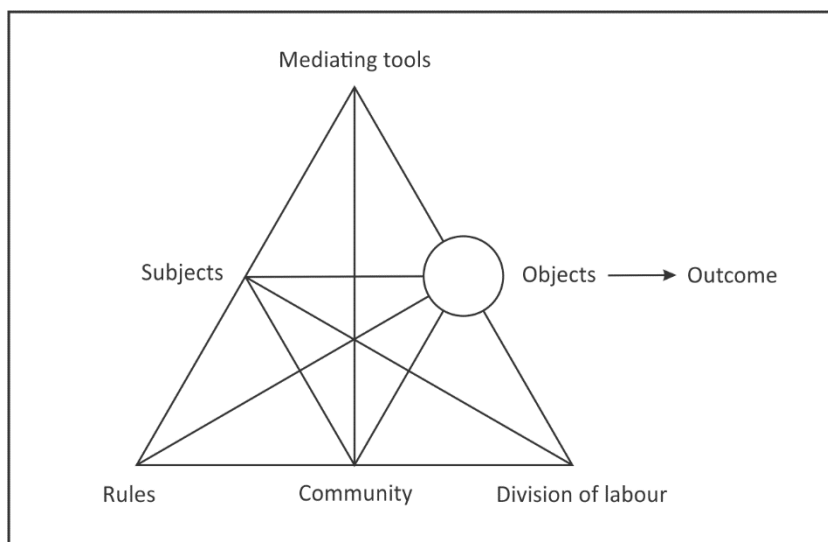 Mediating tools
Subjects
Objects
Outcome
Rules
Community
Division of labour